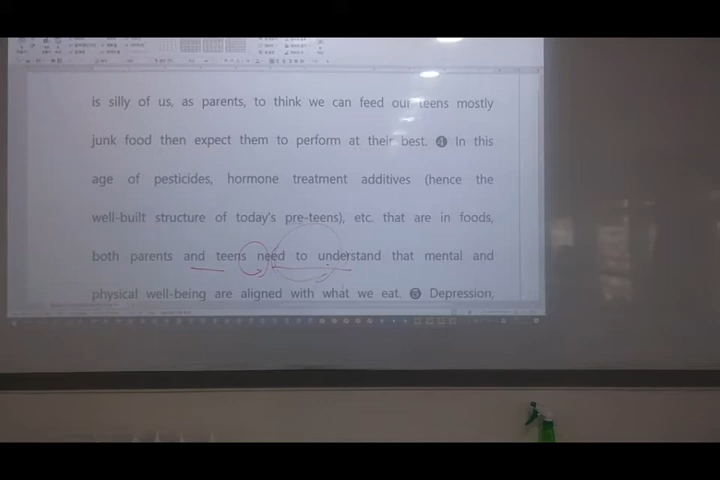 is silly of us, as parents, to think we can feed our teens mostly
junk food then expect them to perform at their best. ❹ In this
age of pesticides, hormone treatment additives (hence the
well-built structure of today's pre-teens), etc. that are in foods,
both parents and teens need to understand that mental and
physical well-being are aligned with what we eat. ❺ Depression,